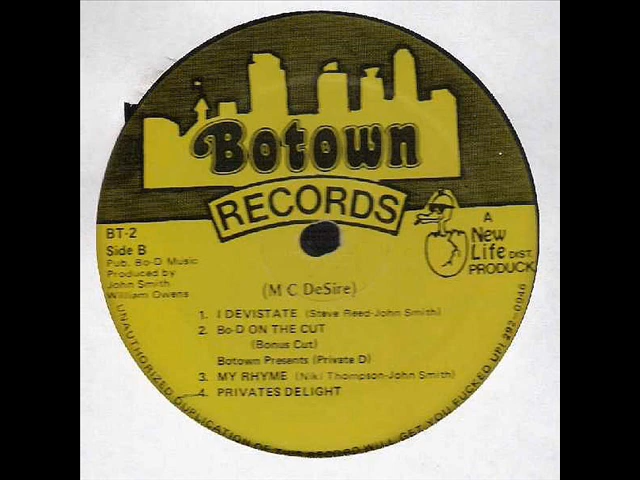 Botown
RECORDS
BT-2
Side B
Pub. Bo-D Music
Produced by
John Smith
William Owens
A
New
Life DIST.
PRODUCK
(M C DeSire)
1. I DEVISTATE (Steve Reed-John Smith)
2. Bo-D ON THE CUT
(Bonus Cut)
Botown Presents (Private D)
3. MY RHYME (Niki Thompson-John Smith)
4. PRIVATES DELIGHT
UNAUTHORIZED DUPLICATION OF THIS RECORD WILL GET YOU FUCKED UP! 292-0046